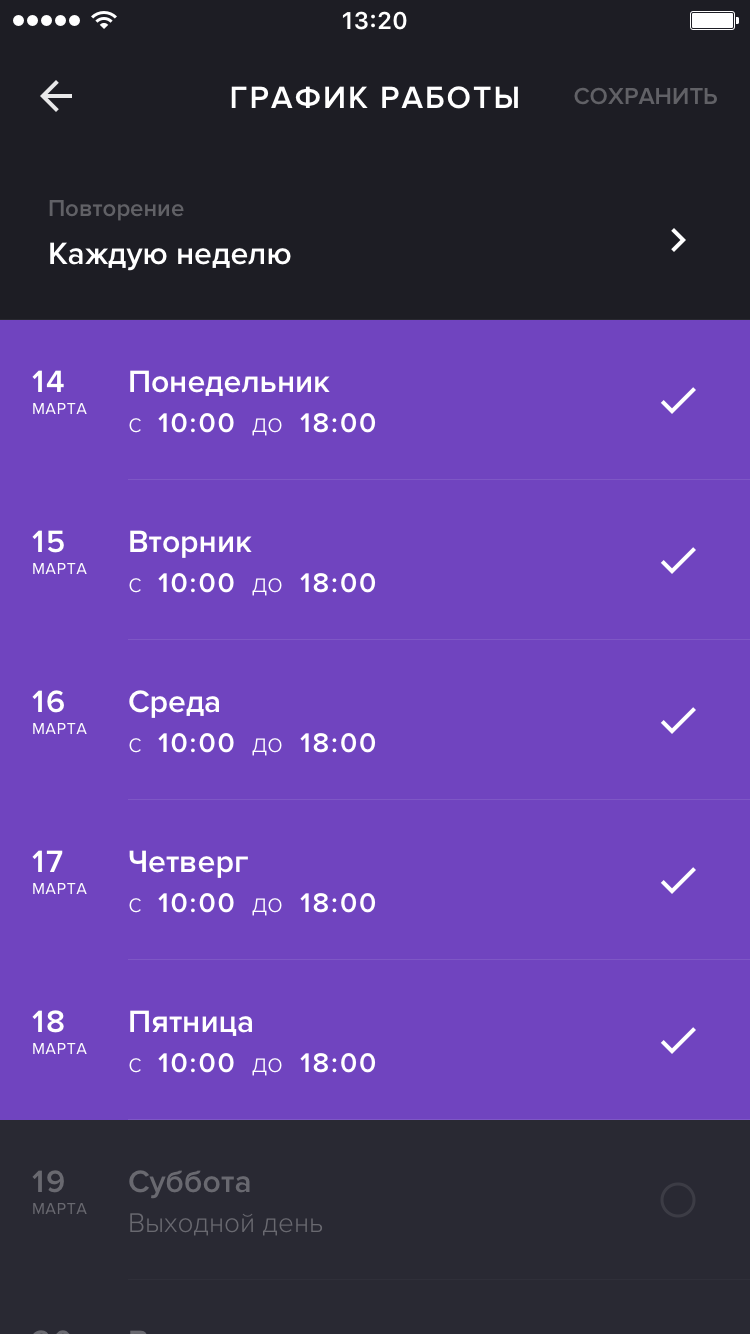 13:20
ГРАФИК РАБОТЫ
СОХРАНИТЬ
Повторение
Каждую неделю
14 Понедельник
МАРТА
с 10:00 до 18:00
15 Вторник
МАРТА
с 10:00 до 18:00
16 Среда
МАРТА
с 10:00 до 18:00
17 Четверг
МАРТА
с 10:00 до 18:00
18 Пятница
МАРТА
с 10:00 до 18:00
19 Суббота
МАРТА
Выходной день